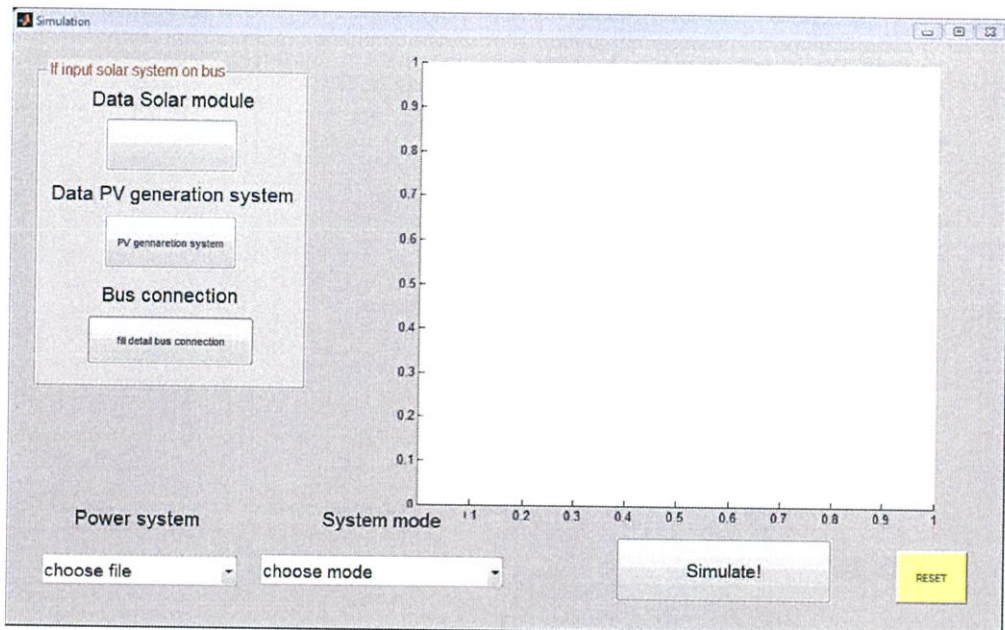 Simulation
If input solar system on bus
Data Solar module
Data PV generation system
PV gennaretion system
Bus connection
fill detail bus connection
1
0.9
0.8
0.7
0.6
0.5
0.4
0.3
0.2
0.1
0
0.1 0.2 0.3 0.4 0.5 0.6 0.7 0.8 0.9 1
Power system
System mode
choose file
choose mode
Simulate!
RESET